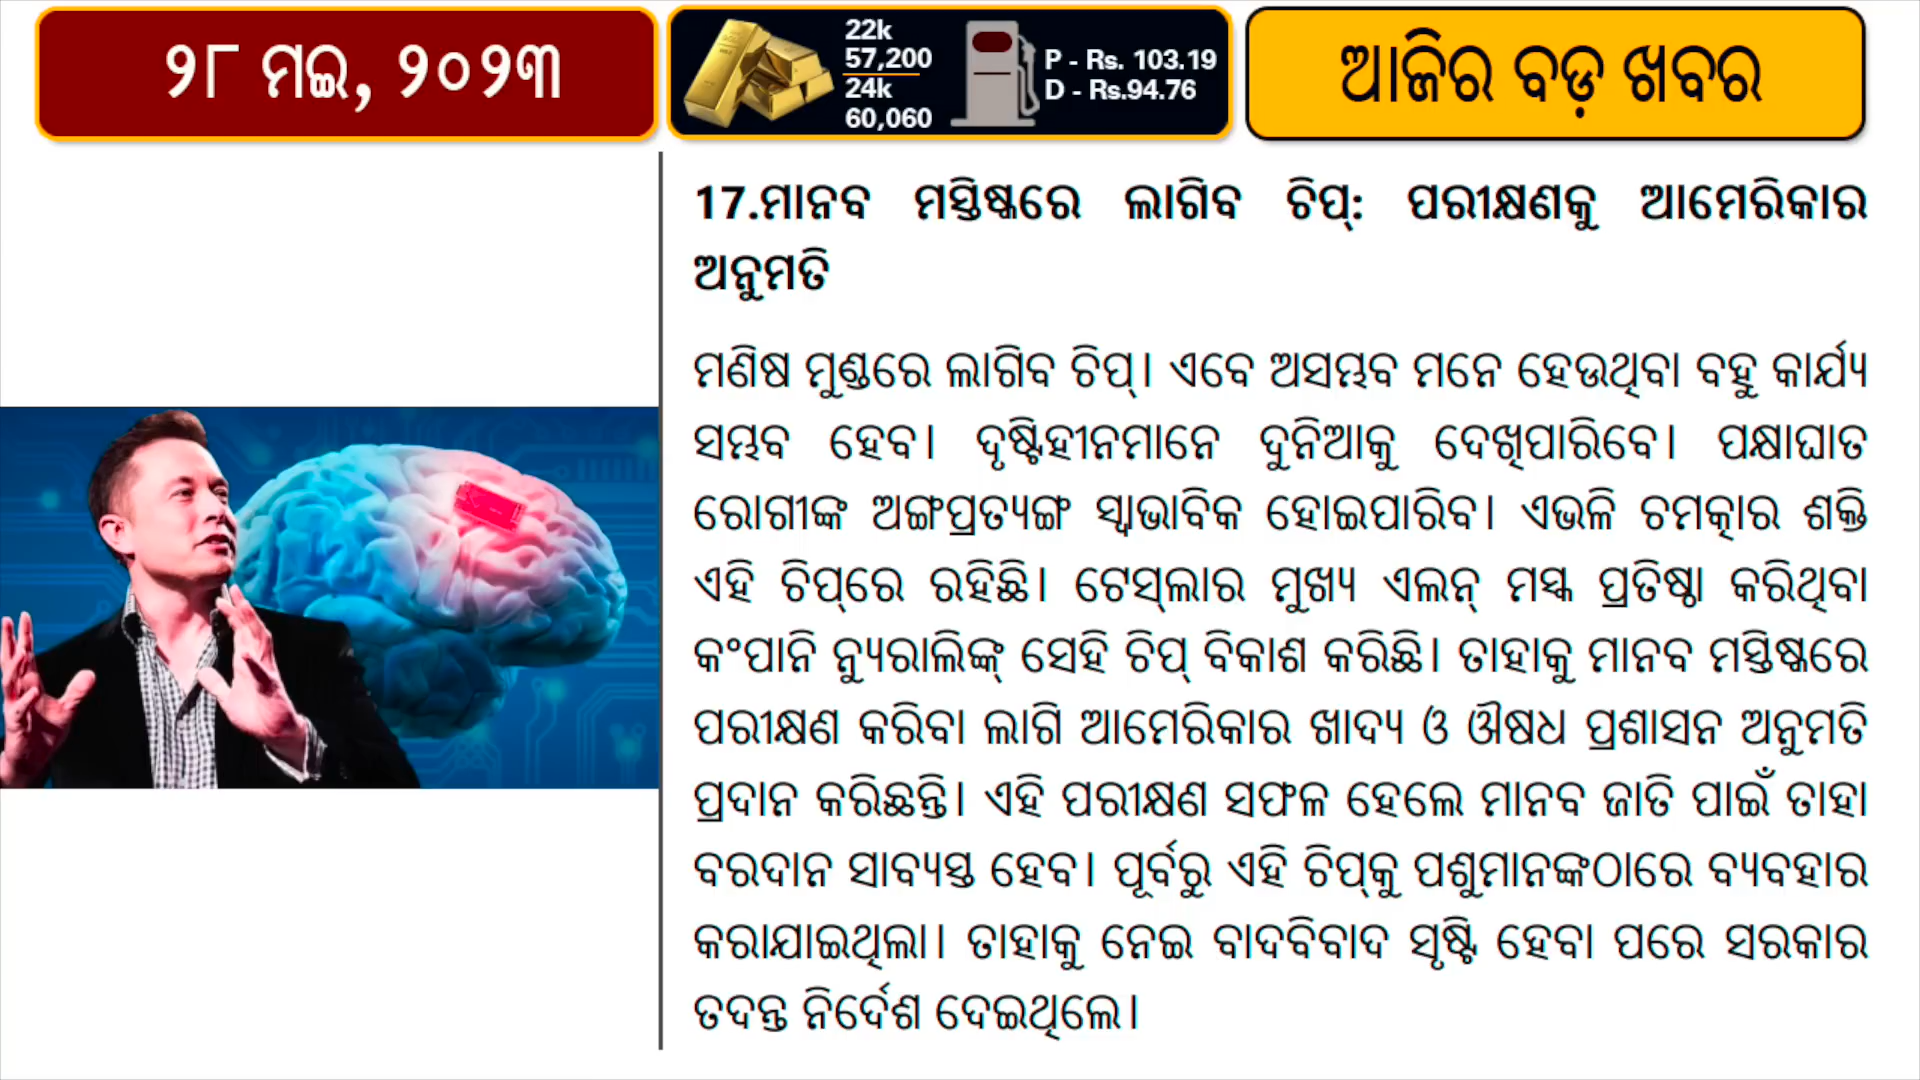 ୨୮ ମଇ, ୨୦୨୩
22k
57,200
24k
60,060
P - Rs. 103.19
D - Rs.94.76
ଆଜିର ବଡ଼ ଖବର
17.ମାନବ ମସ୍ତିଷ୍କରେ ଲାଗିବ ଚିପ୍: ପରୀକ୍ଷଣକୁ ଆମେରିକାର
ଅନୁମତି
ମଣିଷ ମୁଣ୍ଡରେ ଲାଗିବ ଚିପ୍। ଏବେ ଅସମ୍ଭବ ମନେ ହେଉଥିବା ବହୁ କାର୍ଯ୍ୟ
ସମ୍ଭବ ହେବ। ଦୃଷ୍ଟିହୀନମାନେ ଦୁନିଆକୁ ଦେଖିପାରିବେ। ପକ୍ଷାଘାତ
ରୋଗୀଙ୍କ ଅଙ୍ଗପ୍ରତ୍ୟଙ୍ଗ ସ୍ୱାଭାବିକ ହୋଇପାରିବ। ଏଭଳି ଚମତ୍କାର ଶକ୍ତି
ଏହି ଚିପ୍‌ରେ ରହିଛି। ଟେସ୍‌ଲାର ମୁଖ୍ୟ ଏଲନ୍ ମସ୍କ ପ୍ରତିଷ୍ଠା କରିଥିବା
କଂପାନି ନ୍ୟୁରାଲିଙ୍କ୍ ସେହି ଚିପ୍ ବିକାଶ କରିଛି। ତାହାକୁ ମାନବ ମସ୍ତିଷ୍କରେ
ପରୀକ୍ଷଣ କରିବା ଲାଗି ଆମେରିକାର ଖାଦ୍ୟ ଓ ଔଷଧ ପ୍ରଶାସନ ଅନୁମତି
ପ୍ରଦାନ କରିଛନ୍ତି। ଏହି ପରୀକ୍ଷଣ ସଫଳ ହେଲେ ମାନବ ଜାତି ପାଇଁ ତାହା
ବରଦାନ ସାବ୍ୟସ୍ତ ହେବ। ପୂର୍ବରୁ ଏହି ଚିପ୍‌କୁ ପଶୁମାନଙ୍କଠାରେ ବ୍ୟବହାର
କରାଯାଇଥିଲା। ତାହାକୁ ନେଇ ବାଦବିବାଦ ସୃଷ୍ଟି ହେବା ପରେ ସରକାର
ତଦନ୍ତ ନିର୍ଦେଶ ଦେଇଥିଲେ।